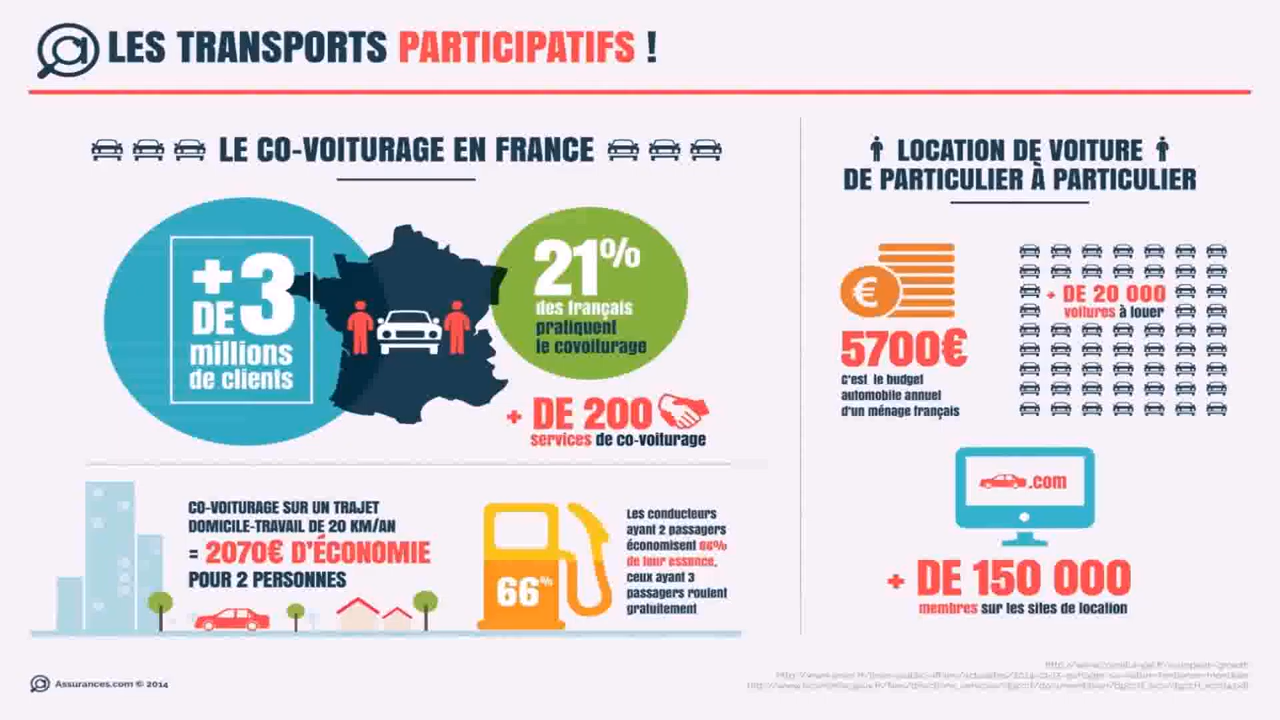 LES TRANSPORTS PARTICIPATIFS !
LE CO-VOITURAGE EN FRANCE
+
DE 3
millions
de clients
21%
des français
pratiquent
le covoiturage
+ DE 200
services de co-voiturage
CO-VOITURAGE SUR UN TRAJET
DOMICILE-TRAVAIL DE 20 KM/AN
= 2070€ D'ÉCONOMIE
POUR 2 PERSONNES
66%
Les conducteurs
ayant 2 passagers
économisent 66%
de leur essence,
ceux ayant 3
passagers roulent
gratuitement
LOCATION DE VOITURE
DE PARTICULIER À PARTICULIER
€
5700€
C'est le budget
automobile annuel
d'un ménage français
+ DE 20 000
voitures à louer
.com
+ DE 150 000
membres sur les sites de location
Assurances.com © 2014